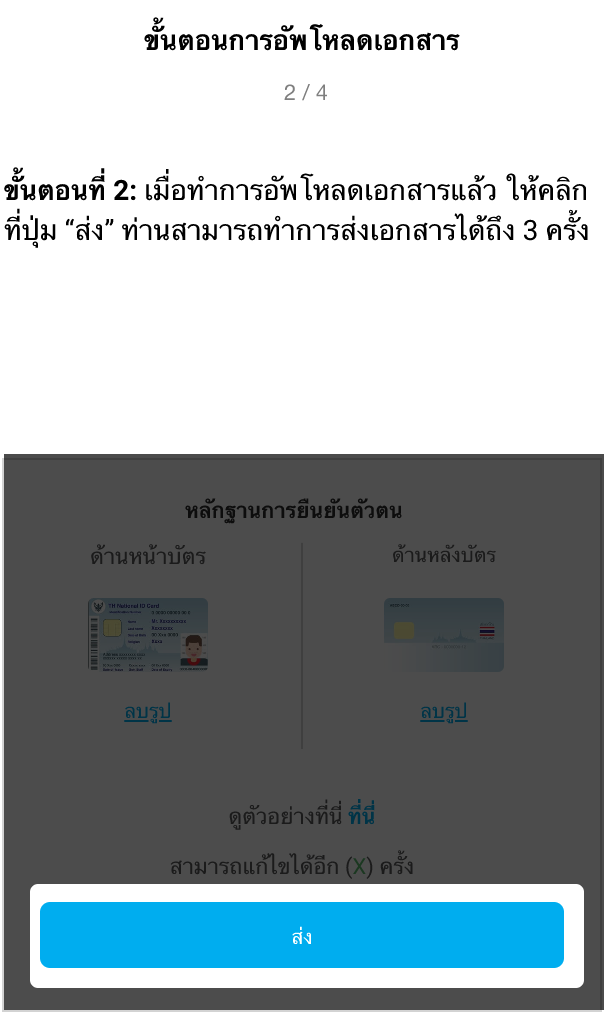 ขั้นตอนการอัพโหลดเอกสาร
2 / 4
ขั้นตอนที่ 2: เมื่อทำการอัพโหลดเอกสารแล้ว ให้คลิก
ที่ปุ่ม “ส่ง” ท่านสามารถทำการส่งเอกสารได้ถึง 3 ครั้ง
หลักฐานการยืนยันตัวตน
ด้านหน้าบัตร
ด้านหลังบัตร
TH National ID Card
ลบรูป
ลบรูป
ดูตัวอย่างที่นี่ ที่นี่
สามารถแก้ไขได้อีก (X) ครั้ง
ส่ง